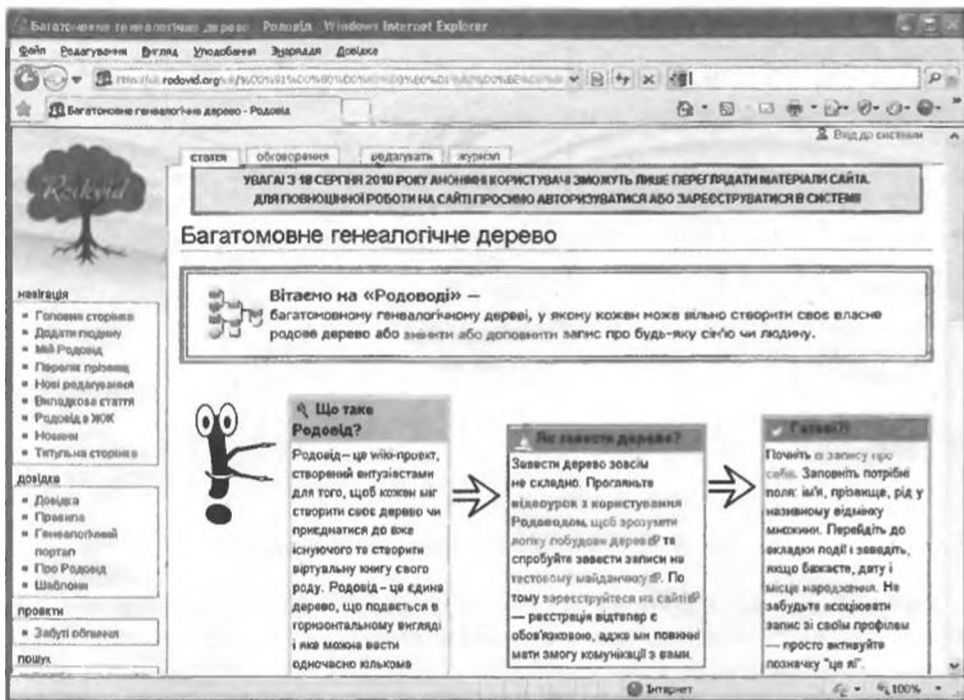 Багатомовне генеалогічне дерево - Родовід - Windows Internet Explorer
Файл Редагування Вигляд Уподобання Знаряддя Довідка
rodovid.org
Багатомовне генеалогічне дерево - Родовід
Вхід до системи
Rodovid
стаття обговорення редагувати журнал
УВАГА! З 18 СЕРПНЯ 2010 РОКУ АНОНІМНІ КОРИСТУВАЧІ ЗМОЖУТЬ ЛИШЕ ПЕРЕГЛЯДАТИ МАТЕРІАЛИ САЙТА.
ДЛЯ ПОВНОЦІННОЇ РОБОТИ НА САЙТІ ПРОСИМО АВТОРИЗУВАТИСЯ АБО ЗАРЕЄСТРУВАТИСЯ В СИСТЕМІ!
Багатомовне генеалогічне дерево
Вітаємо на «Родоводі» —
багатомовному генеалогічному дереві, у якому кожен може вільно створити своє власне
родове дерево або змінити або доповнити запис про будь-яку сім'ю чи людину.
навігація
Головна сторінка
Додати людину
Мій Родовід
Перелік прізвищ
Нові редагування
Випадкова стаття
Родовід в ЖЖ
Новини
Титульна сторінка
довідка
Довідка
Правила
Генеалогічний
портал
Про Родовід
Шаблони
проекти
Забуті обличчя
пошук
Що таке
Родовід?
Родовід – це wiki-проект,
створений ентузіастами
для того, щоб кожен міг
створити своє дерево чи
приєднатися до вже
існуючого та створити
віртуальну книгу свого
роду. Родовід – це єдине
дерево, що подається в
горизонтальному вигляді
і яке можна вести
одночасно кількома
Як завести дерево?
Завести дерево зовсім
не складно. Прогляньте
відеоурок з користування
Родоводом, щоб зрозуміти
логіку побудови дерев та
спробуйте завести записи на
тестовому майданчику. По
тому зареєструйтеся на сайті
— реєстрація відтепер є
обов'язковою, адже ми повинні
мати змогу комунікації з вами.
Готові?!
Почніть із запису про
себе. Заповніть потрібні
поля: ім'я, прізвище, рід у
називному відмінку
множини. Перейдіть до
вкладки події і заведіть,
якщо бажаєте, дату і
місце народження. Не
забудьте асоціювати
запис зі своїм профілем
— просто активуйте
позначку "це я!".
Інтернет
100%